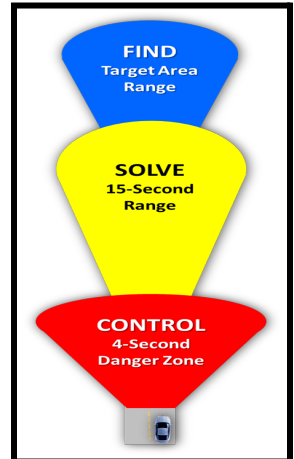 FIND
Target Area
Range
SOLVE
15-Second
Range
CONTROL
4-Second
Danger Zone